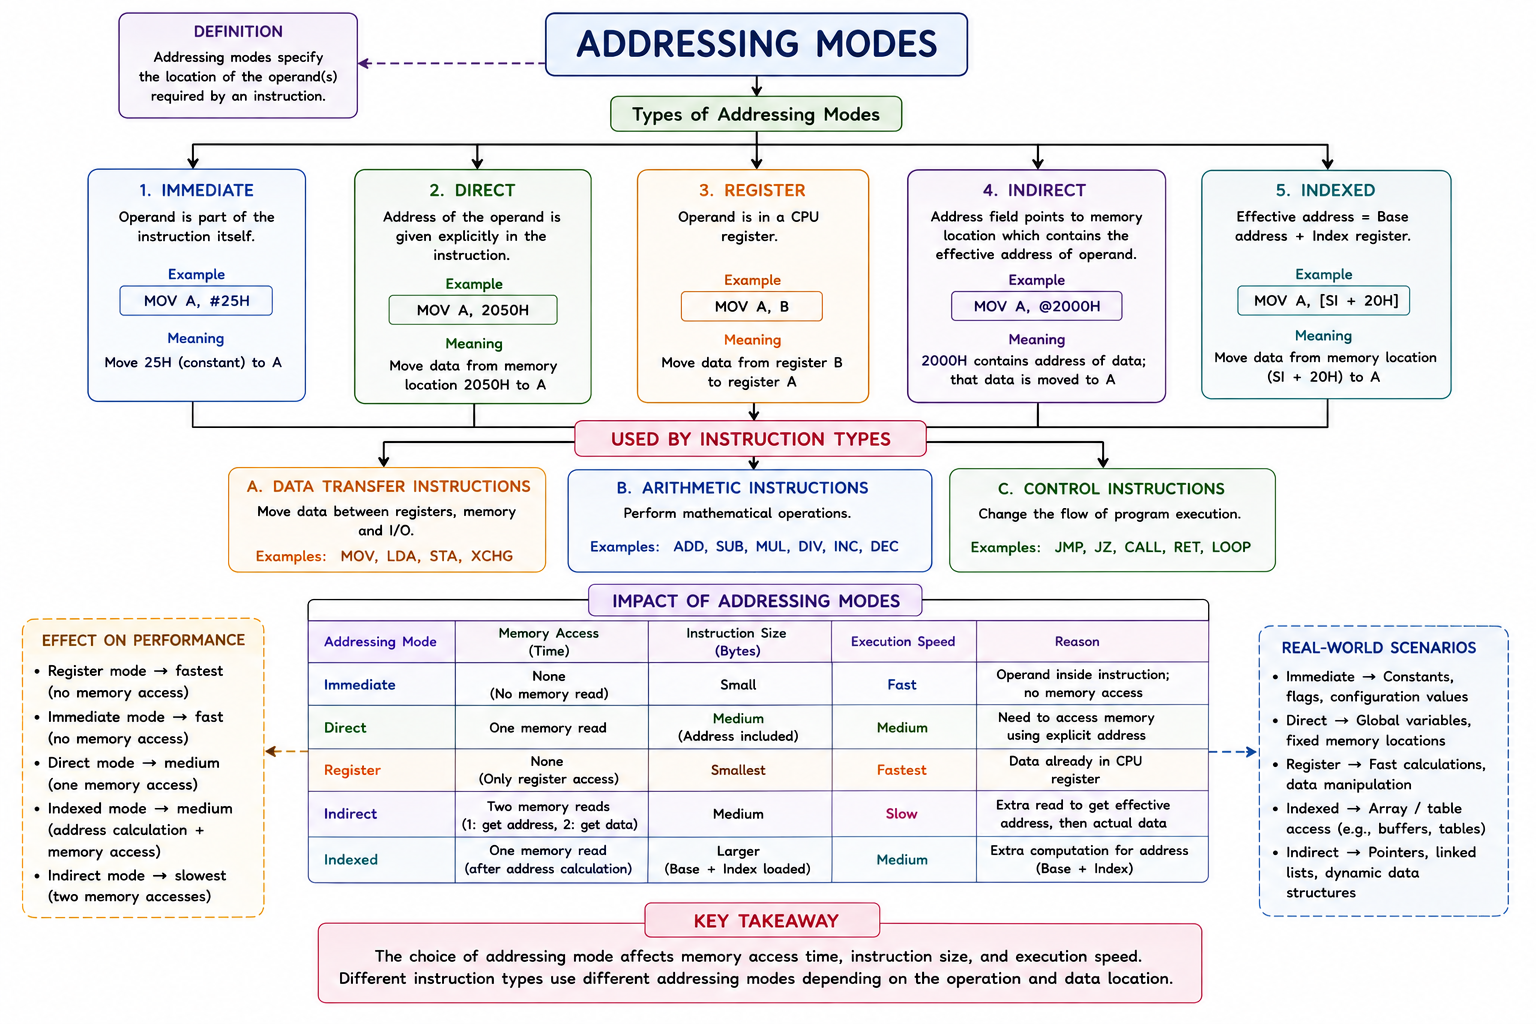 DEFINITION
Addressing modes specify
the location of the operand(s)
required by an instruction.
ADDRESSING MODES
Types of Addressing Modes
1. IMMEDIATE
Operand is part of the
instruction itself.
Example
MOV A, #25H
Meaning
Move 25H (constant) to A
2. DIRECT
Address of the operand is
given explicitly in the
instruction.
Example
MOV A, 2050H
Meaning
Move data from memory
location 2050H to A
3. REGISTER
Operand is in a CPU
register.
Example
MOV A, B
Meaning
Move data from register B
to register A
4. INDIRECT
Address field points to memory
location which contains the
effective address of operand.
Example
MOV A, @2000H
Meaning
2000H contains address of data;
that data is moved to A
5. INDEXED
Effective address = Base
address + Index register.
Example
MOV A, [SI + 20H]
Meaning
Move data from memory location
(SI + 20H) to A
USED BY INSTRUCTION TYPES
A. DATA TRANSFER INSTRUCTIONS
Move data between registers, memory
and I/O.
Examples: MOV, LDA, STA, XCHG
B. ARITHMETIC INSTRUCTIONS
Perform mathematical operations.
Examples: ADD, SUB, MUL, DIV, INC, DEC
C. CONTROL INSTRUCTIONS
Change the flow of program execution.
Examples: JMP, JZ, CALL, RET, LOOP
EFFECT ON PERFORMANCE
• Register mode → fastest
(no memory access)
• Immediate mode → fast
(no memory access)
• Direct mode → medium
(one memory access)
• Indexed mode → medium
(address calculation +
memory access)
• Indirect mode → slowest
(two memory accesses)
IMPACT OF ADDRESSING MODES
Addressing Mode
Memory Access
(Time)
Instruction Size
(Bytes)
Execution Speed
Reason
Immediate
None
(No memory read)
Small
Fast
Operand inside instruction;
no memory access
Direct
One memory read
Medium
(Address included)
Medium
Need to access memory
using explicit address
Register
None
(Only register access)
Smallest
Fastest
Data already in CPU
register
Indirect
Two memory reads
(1: get address, 2: get data)
Medium
Slow
Extra read to get effective
address, then actual data
Indexed
One memory read
(after address calculation)
Larger
(Base + Index loaded)
Medium
Extra computation for address
(Base + Index)
REAL-WORLD SCENARIOS
• Immediate → Constants,
flags, configuration values
• Direct → Global variables,
fixed memory locations
• Register → Fast calculations,
data manipulation
• Indexed → Array / table
access (e.g., buffers, tables)
• Indirect → Pointers, linked
lists, dynamic data
structures
KEY TAKEAWAY
The choice of addressing mode affects memory access time, instruction size, and execution speed.
Different instruction types use different addressing modes depending on the operation and data location.